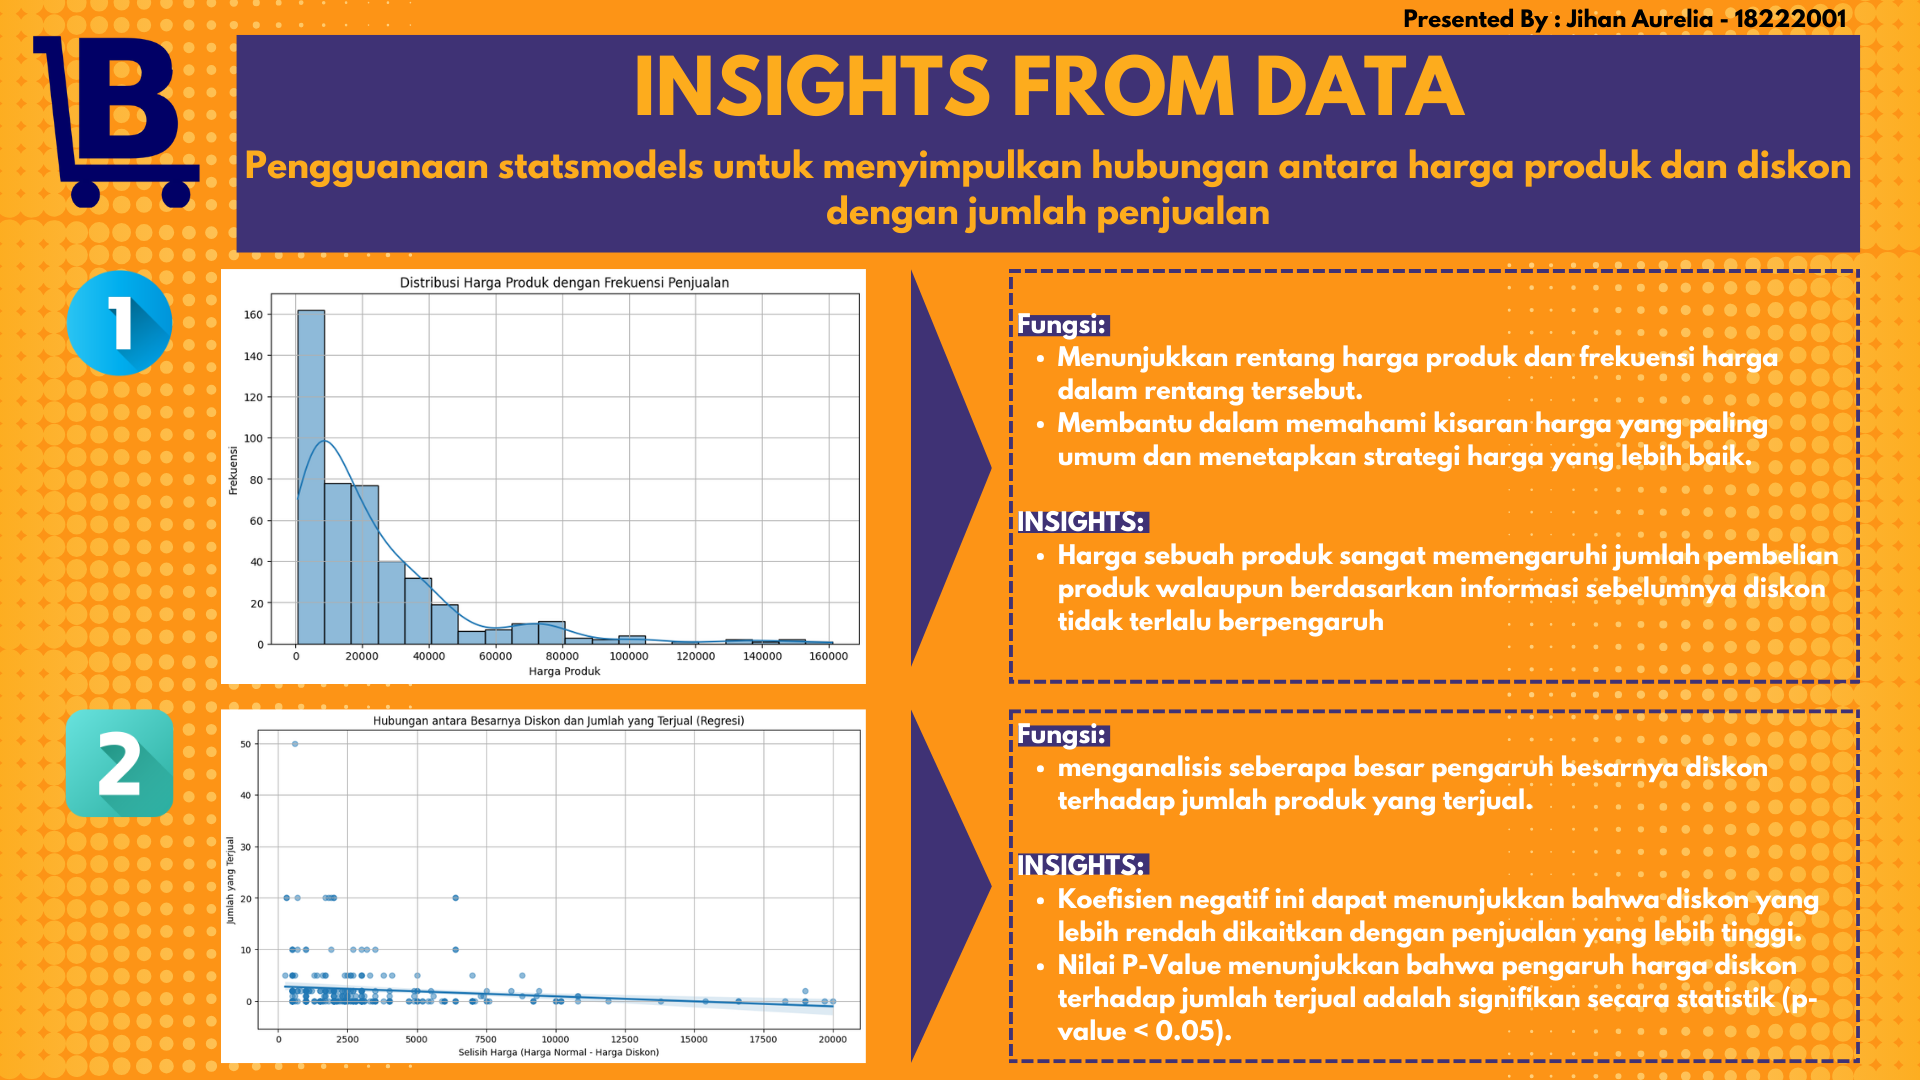 Presented By : Jihan Aurelia - 18222001
B
INSIGHTS FROM DATA
Pengguanaan statsmodels untuk menyimpulkan hubungan antara harga produk dan diskon
dengan jumlah penjualan
1
Distribusi Harga Produk dengan Frekuensi Penjualan
Frekuensi
160
140
120
100
80
60
40
20
0
0 20000 40000 60000 80000 100000 120000 140000 160000
Harga Produk
Fungsi:
• Menunjukkan rentang harga produk dan frekuensi harga
dalam rentang tersebut.
• Membantu dalam memahami kisaran harga yang paling
umum dan menetapkan strategi harga yang lebih baik.
INSIGHTS:
• Harga sebuah produk sangat memengaruhi jumlah pembelian
produk walaupun berdasarkan informasi sebelumnya diskon
tidak terlalu berpengaruh
2
Hubungan antara Besarnya Diskon dan Jumlah yang Terjual (Regresi)
Jumlah yang Terjual
50
40
30
20
10
0
0 2500 5000 7500 10000 12500 15000 17500 20000
Selisih Harga (Harga Normal - Harga Diskon)
Fungsi:
• menganalisis seberapa besar pengaruh besarnya diskon
terhadap jumlah produk yang terjual.
INSIGHTS:
• Koefisien negatif ini dapat menunjukkan bahwa diskon yang
lebih rendah dikaitkan dengan penjualan yang lebih tinggi.
• Nilai P-Value menunjukkan bahwa pengaruh harga diskon
terhadap jumlah terjual adalah signifikan secara statistik (p-
value < 0.05).